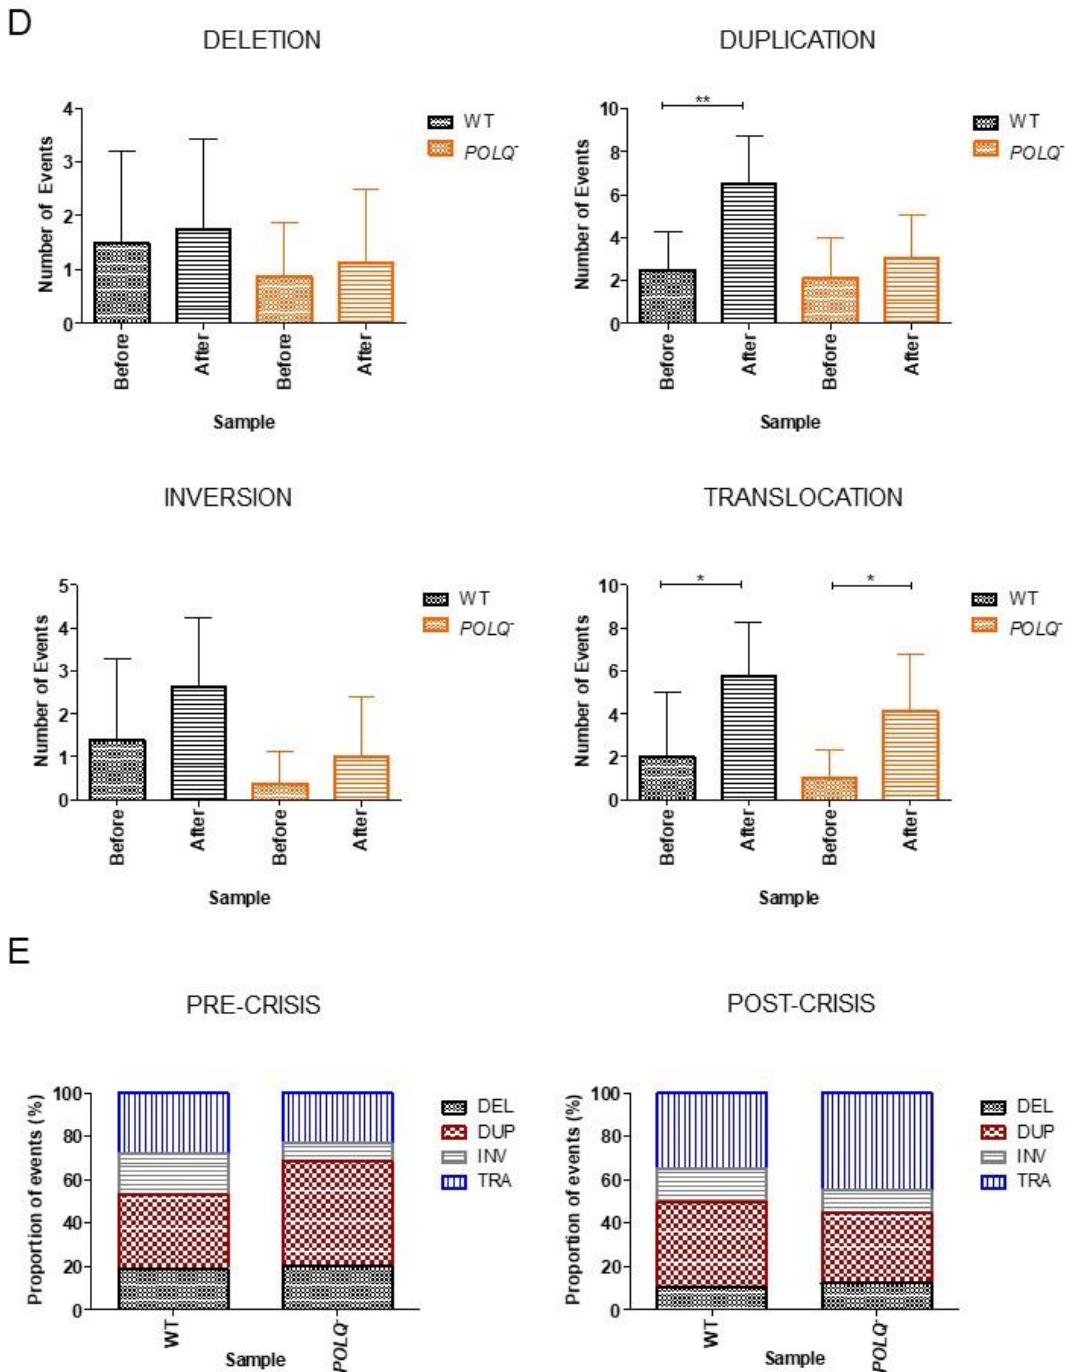 D
DELETION
DUPLICATION
Number of Events
4
3
2
1
0
Before
After
Before
After
Sample
WT
POLQ-
Number of Events
10
8
6
4
2
0
**
Before
After
Before
After
Sample
WT
POLQ-
INVERSION
TRANSLOCATION
Number of Events
5
4
3
2
1
0
Before
After
Before
After
Sample
WT
POLQ-
Number of Events
10
8
6
4
2
0
*
*
Before
After
Before
After
Sample
WT
POLQ-
E
PRE-CRISIS
POST-CRISIS
Proportion of events (%)
100
80
60
40
20
0
WT
POLQ-
Sample
DEL
DUP
INV
TRA
Proportion of events (%)
100
80
60
40
20
0
WT
POLQ-
Sample
DEL
DUP
INV
TRA